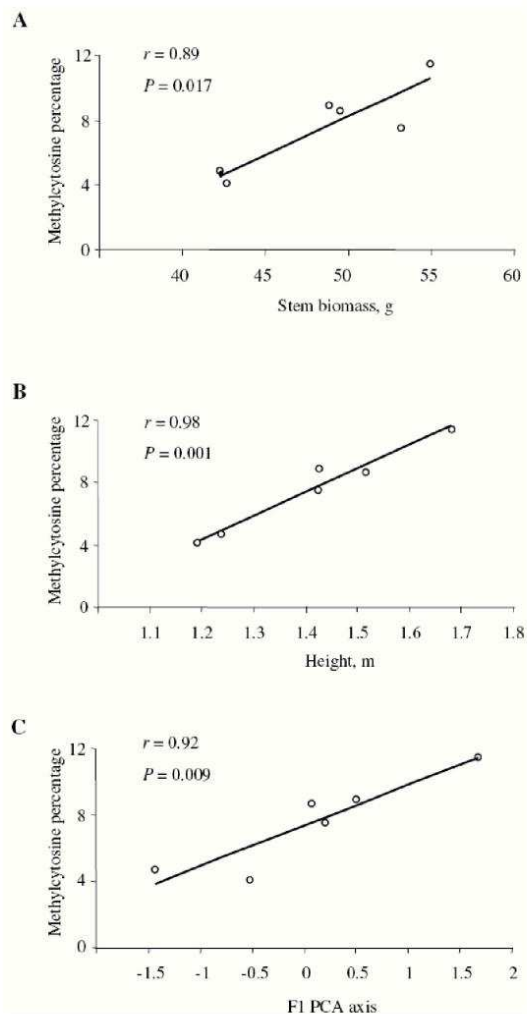 A
r = 0.89
P = 0.017
Methylcytosine percentage
12
8
4
0
40 45 50 55 60
Stem biomass, g
B
r = 0.98
P = 0.001
Methylcytosine percentage
12
8
4
0
1.1 1.2 1.3 1.4 1.5 1.6 1.7 1.8
Height, m
C
r = 0.92
P = 0.009
Methylcytosine percentage
12
8
4
0
-1.5 -1 -0.5 0 0.5 1 1.5 2
F1 PCA axis